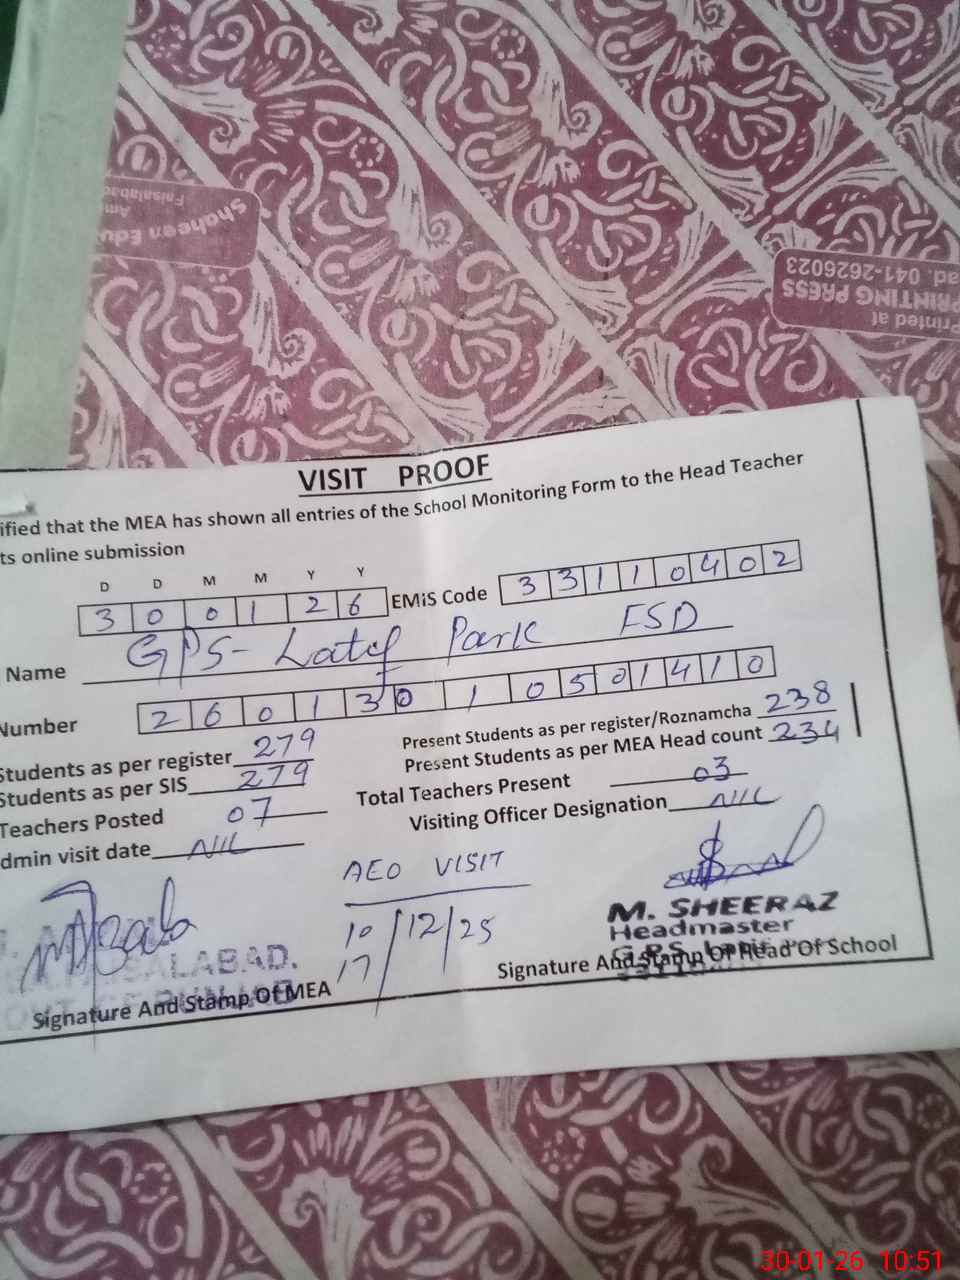 Shaheen Edu
Am
Faisalabad
Printed at
PRINTING PRESS
ad. 041-2626023
VISIT PROOF
ified that the MEA has shown all entries of the School Monitoring Form to the Head Teacher
ts online submission
D D M M Y Y
3 0 0 1 2 6 EMiS Code 3 3 1 1 0 4 0 2
Name GPS- Latif Park FSD
Number 2 6 0 1 3 0 1 0 5 0 1 4 1 0
Students as per register 279 Present Students as per register/Roznamcha 238
Students as per SIS 279 Present Students as per MEA Head count 234
Teachers Posted 07 Total Teachers Present 03
dmin visit date NIL Visiting Officer Designation NIL
AEO VISIT
10/12/25
17
M. SHEERAZ
Headmaster
G.P.S.
ALABAD.
Signature And Stamp Of MEA Signature And Stamp Of Head Of School
30-01-26 10:51